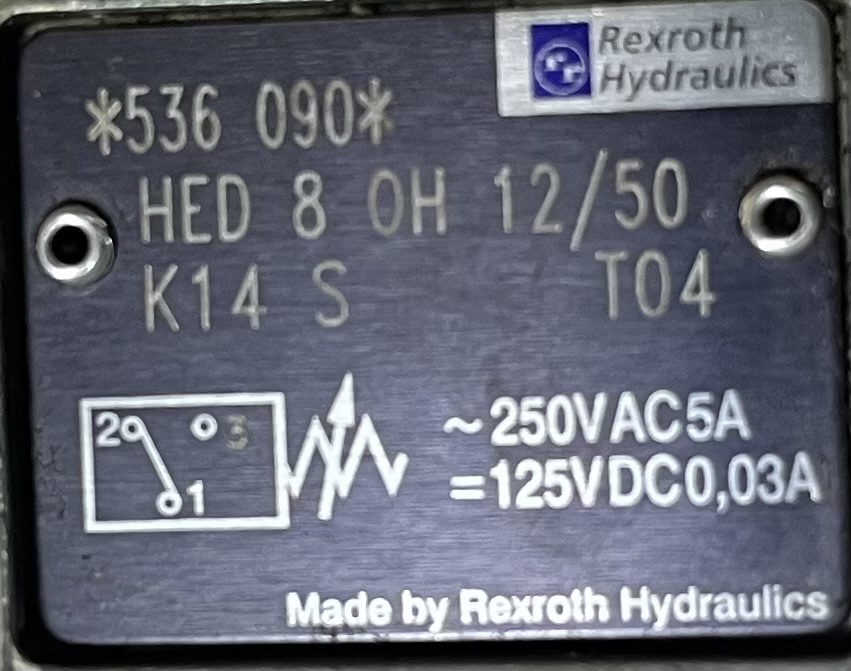 Rexroth
Hydraulics
*536 090*
HED 8 OH 12/50
K14 S T04
2 3
1
~250VAC5A
=125VDC0,03A
Made by Rexroth Hydraulics